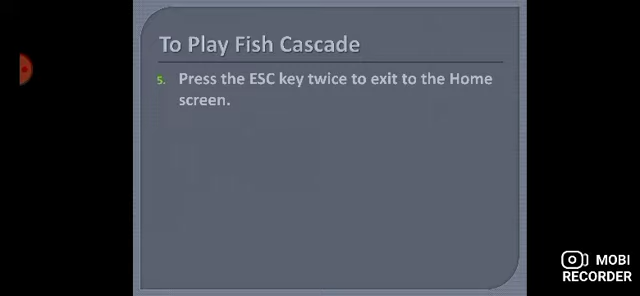 To Play Fish Cascade
5. Press the ESC key twice to exit to the Home
screen.
MOBI
RECORDER